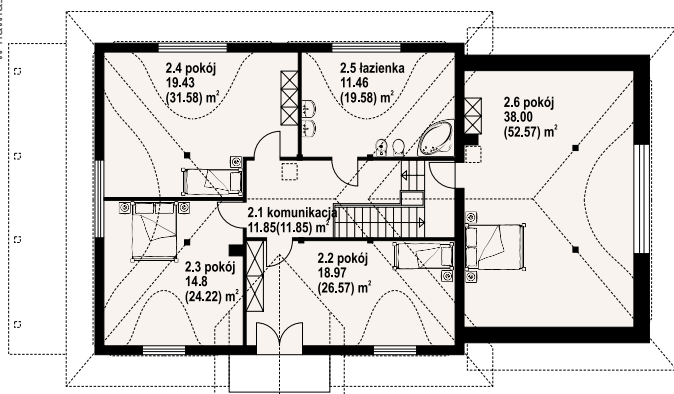 2.4 pokój
19.43
(31.58) m²
2.5 łazienka
11.46
(19.58) m²
2.6 pokój
38.00
(52.57) m²
2.1 komunikacja
11.85(11.85) m²
2.3 pokój
14.8
(24.22) m²
2.2 pokój
18.97
(26.57) m²